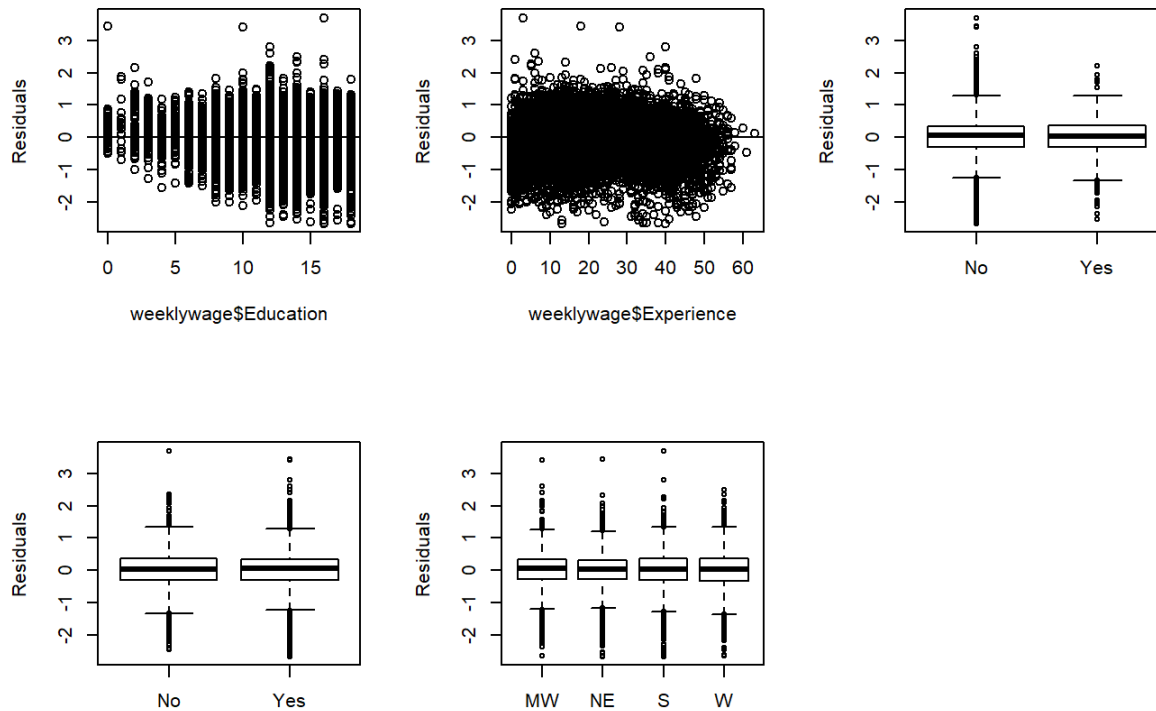 Residuals
3
2
1
0
-1
-2
0 5 10 15
weeklywage$Education
Residuals
3
2
1
0
-1
-2
0 10 20 30 40 50 60
weeklywage$Experience
Residuals
3
2
1
0
-1
-2
No Yes
Residuals
3
2
1
0
-1
-2
No Yes
Residuals
3
2
1
0
-1
-2
MW NE S W